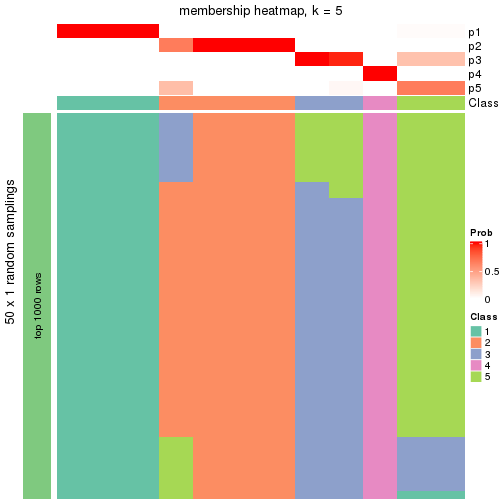 membership heatmap, k = 5
p1
p2
p3
p4
p5
Class
50 x 1 random samplings
top 1000 rows
Prob
1
0.5
0
Class
1
2
3
4
5